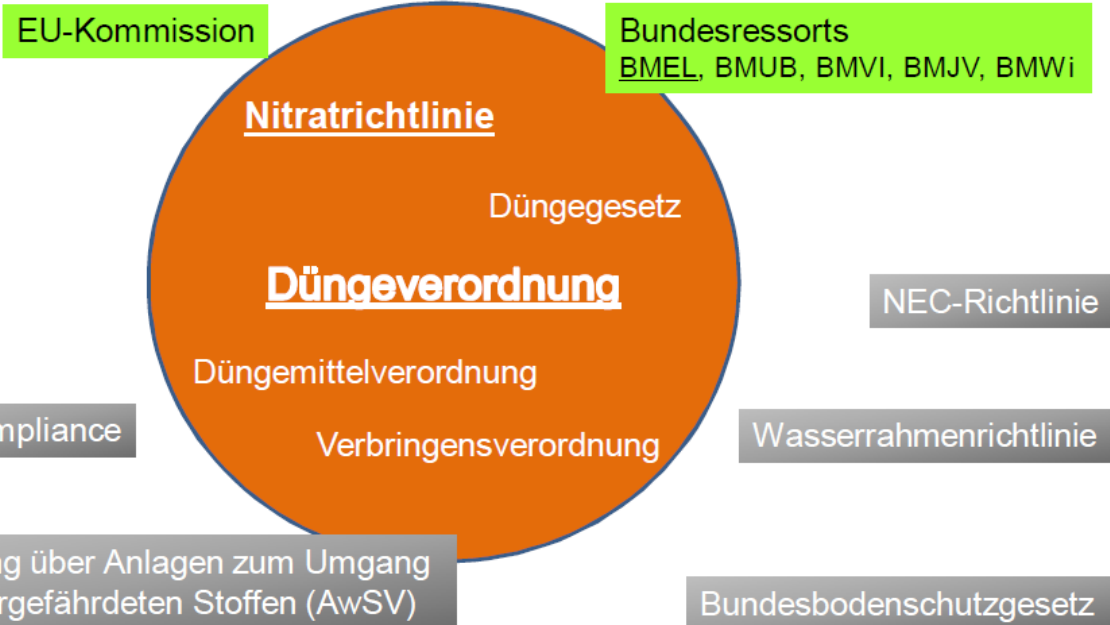 EU-Kommission
Bundesressorts
BMEL, BMUB, BMVI, BMJV, BMWi
Nitratrichtlinie
Düngegesetz
Düngeverordnung
NEC-Richtlinie
Düngemittelverordnung
mpliance
Wasserrahmenrichtlinie
Verbringensverordnung
ng über Anlagen zum Umgang
rgefährdeten Stoffen (AwSV)
Bundesbodenschutzgesetz